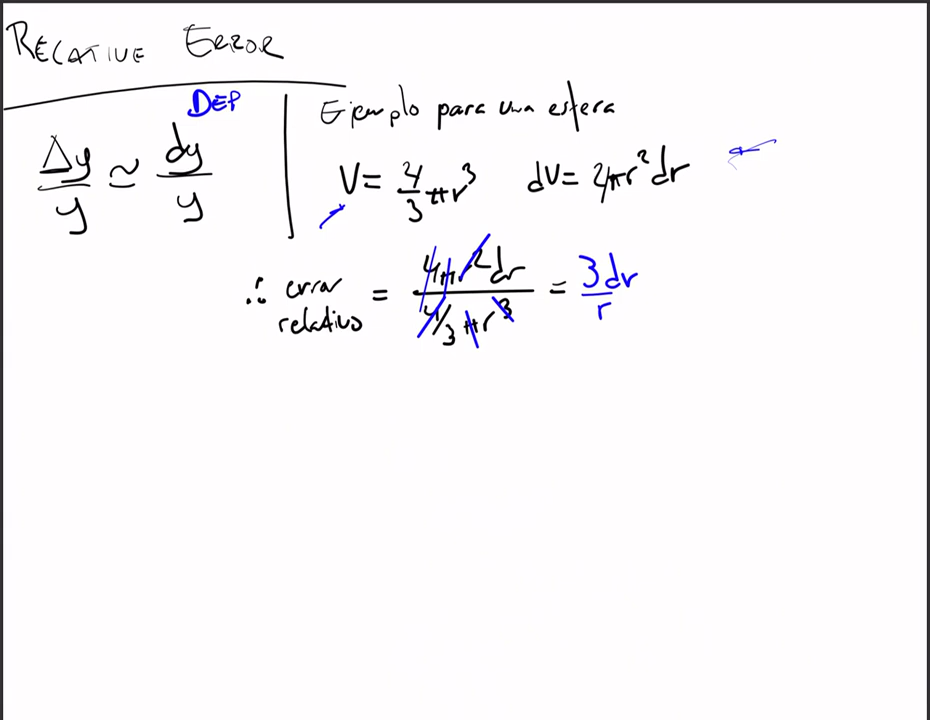 RELATIVE ERROR
DEF
Δy/y ≃ dy/y
Ejemplo para una esfera
V = 4/3 πr³ dV = 4πr² dr
∴ error relativo = 4πr² dr / 4/3 πr³ = 3dr/r